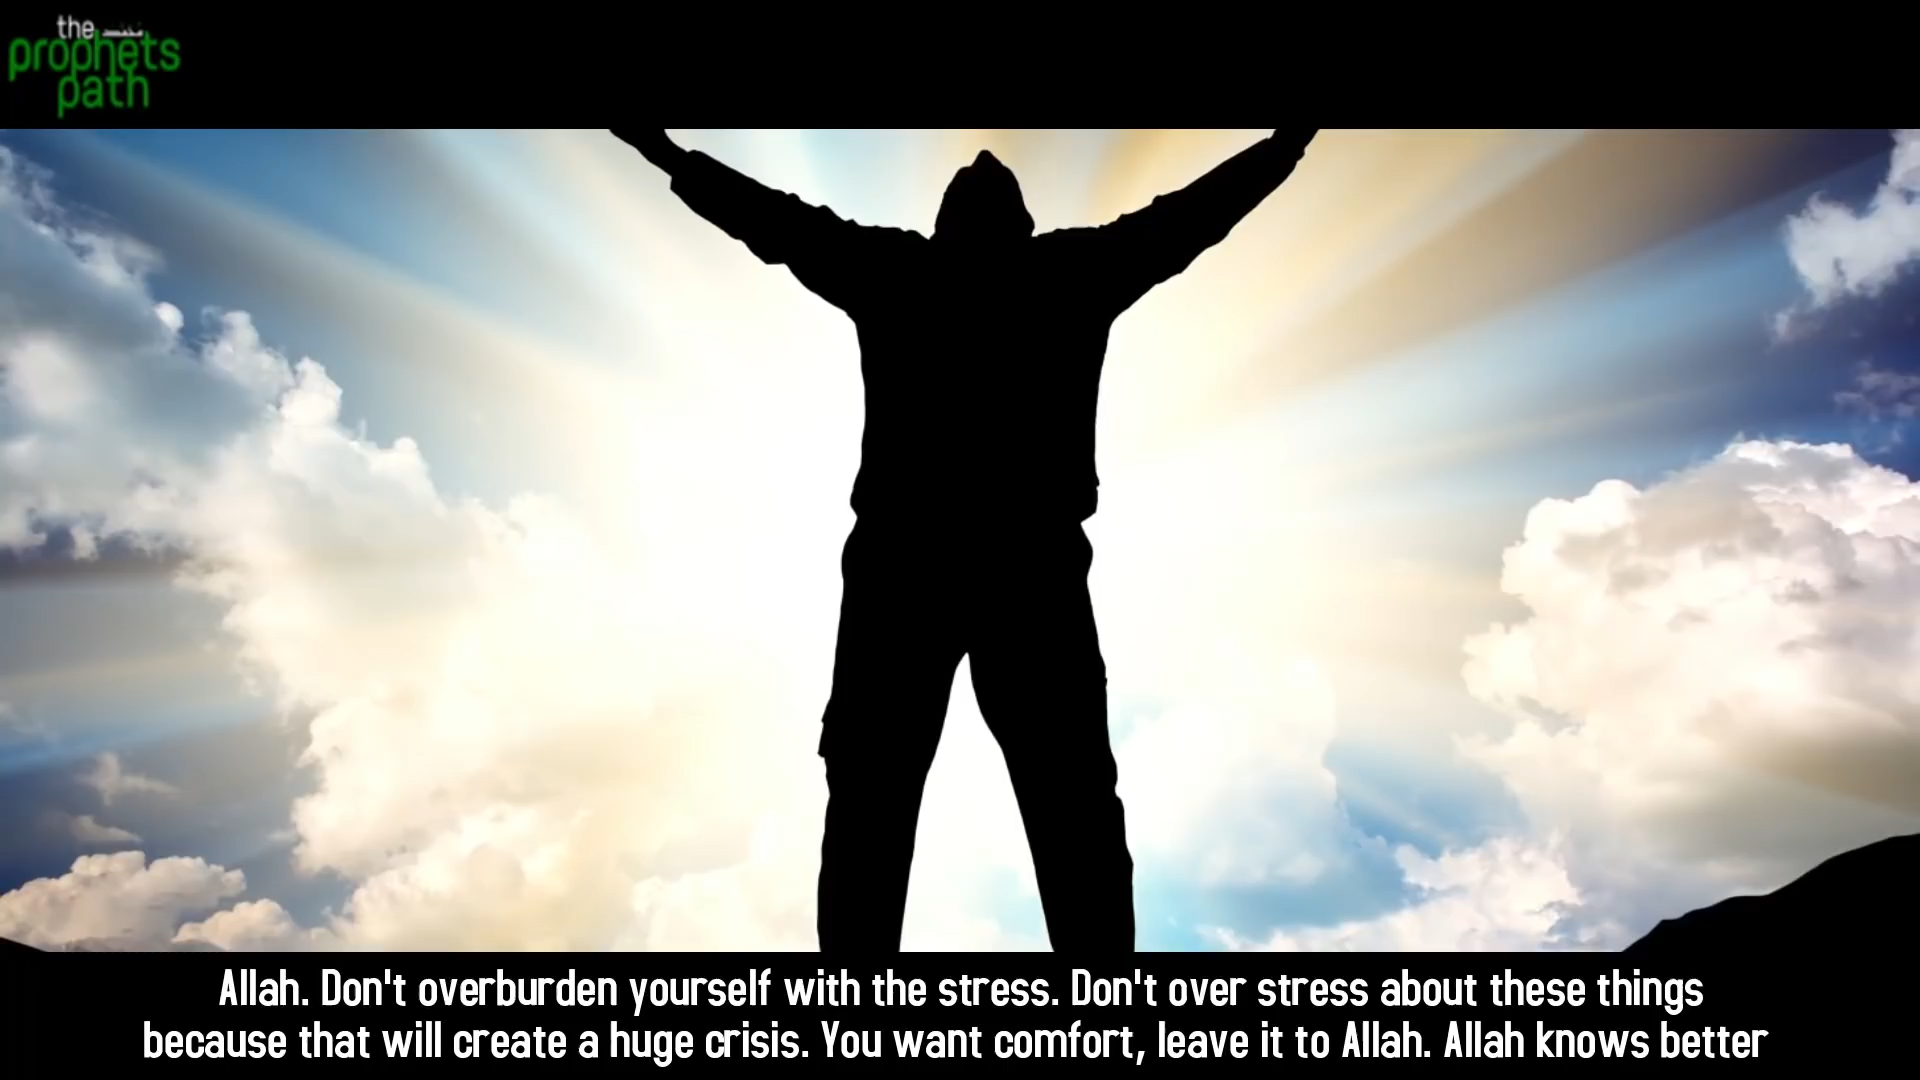 the
prophets
path
Allah. Don't overburden yourself with the stress. Don't over stress about these things
because that will create a huge crisis. You want comfort, leave it to Allah. Allah knows better